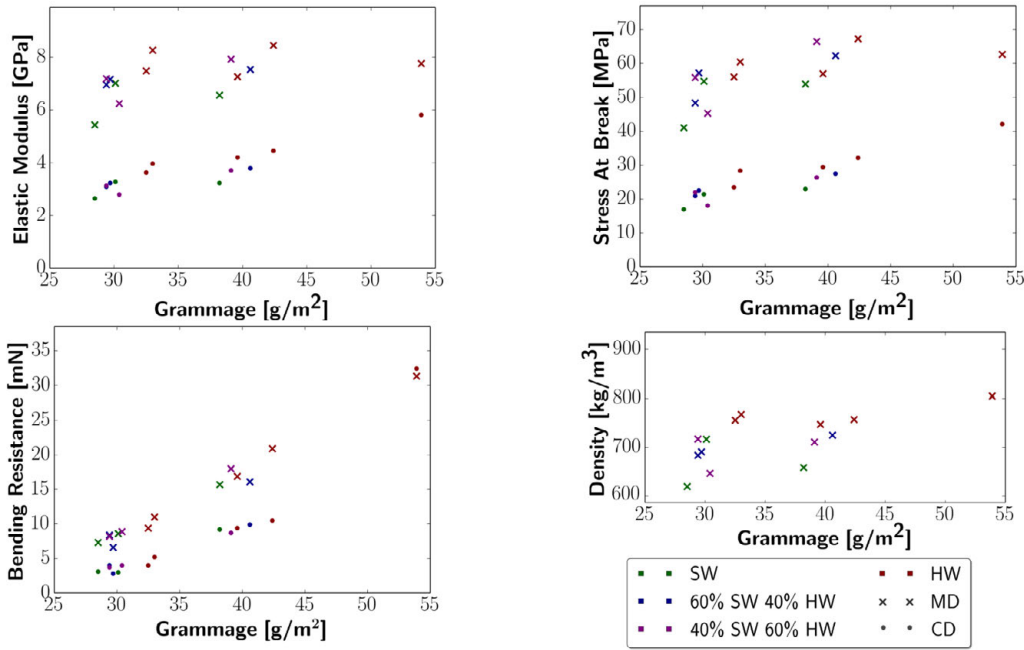 Elastic Modulus [GPa]
8
6
4
2
0
25 30 35 40 45 50 55
Grammage [g/m²]
Stress At Break [MPa]
70
60
50
40
30
20
10
0
25 30 35 40 45 50 55
Grammage [g/m²]
Bending Resistance [mN]
35
30
25
20
15
10
5
0
25 30 35 40 45 50 55
Grammage [g/m²]
Density [kg/m³]
900
800
700
600
25 30 35 40 45 50 55
Grammage [g/m²]
SW HW
60% SW 40% HW MD
40% SW 60% HW CD